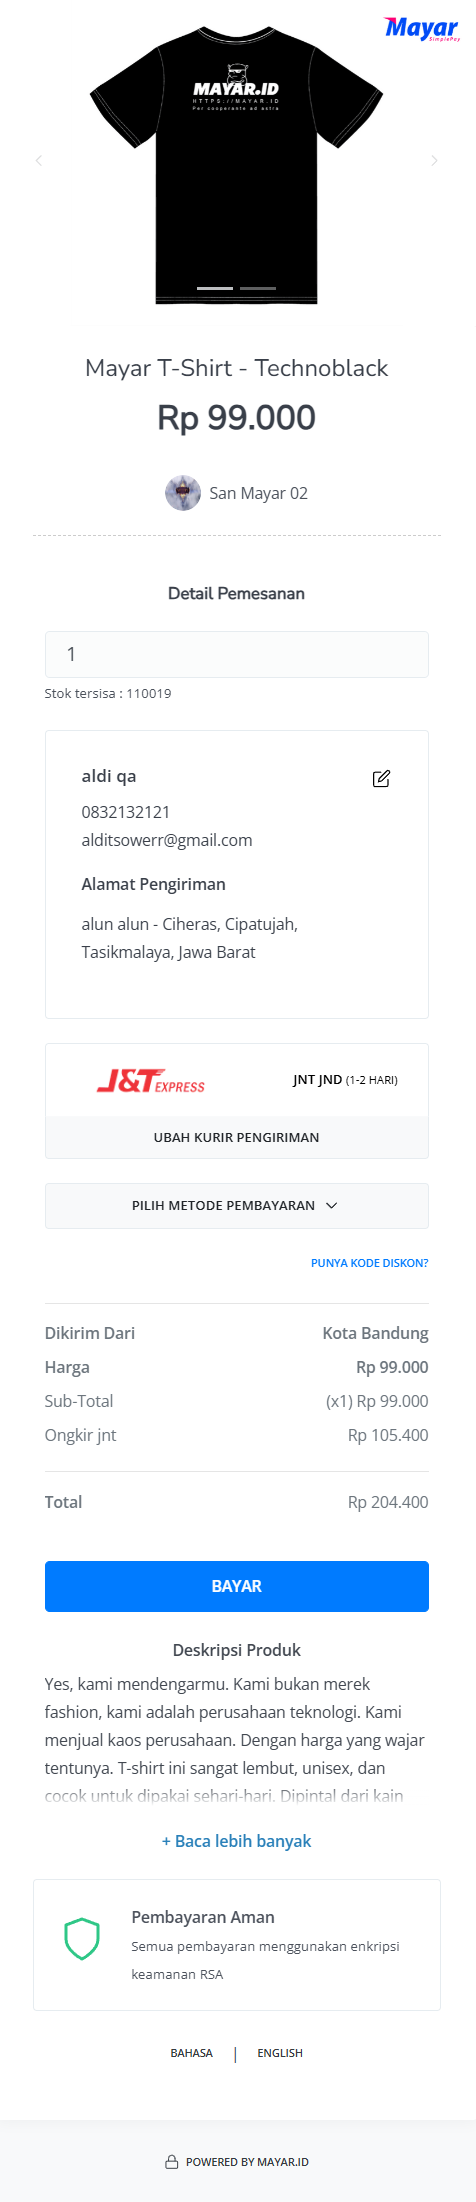 Mayar
SimplePay
MAYAR.ID
HTTPS://MAYAR.ID
Per cooperante ad astra
Mayar T-Shirt - Technoblack
Rp 99.000
San Mayar 02
Detail Pemesanan
1
Stok tersisa : 110019
aldi qa
0832132121
alditsowerr@gmail.com
Alamat Pengiriman
alun alun - Ciheras, Cipatujah,
Tasikmalaya, Jawa Barat
J&T EXPRESS JNT JND (1-2 HARI)
UBAH KURIR PENGIRIMAN
PILIH METODE PEMBAYARAN
PUNYA KODE DISKON?
Dikirim Dari Kota Bandung
Harga Rp 99.000
Sub-Total (x1) Rp 99.000
Ongkir jnt Rp 105.400
Total Rp 204.400
BAYAR
Deskripsi Produk
Yes, kami mendengarmu. Kami bukan merek
fashion, kami adalah perusahaan teknologi. Kami
menjual kaos perusahaan. Dengan harga yang wajar
tentunya. T-shirt ini sangat lembut, unisex, dan
cocok untuk dipakai sehari-hari. Dipintal dari kain
+ Baca lebih banyak
Pembayaran Aman
Semua pembayaran menggunakan enkripsi
keamanan RSA
BAHASA | ENGLISH
POWERED BY MAYAR.ID